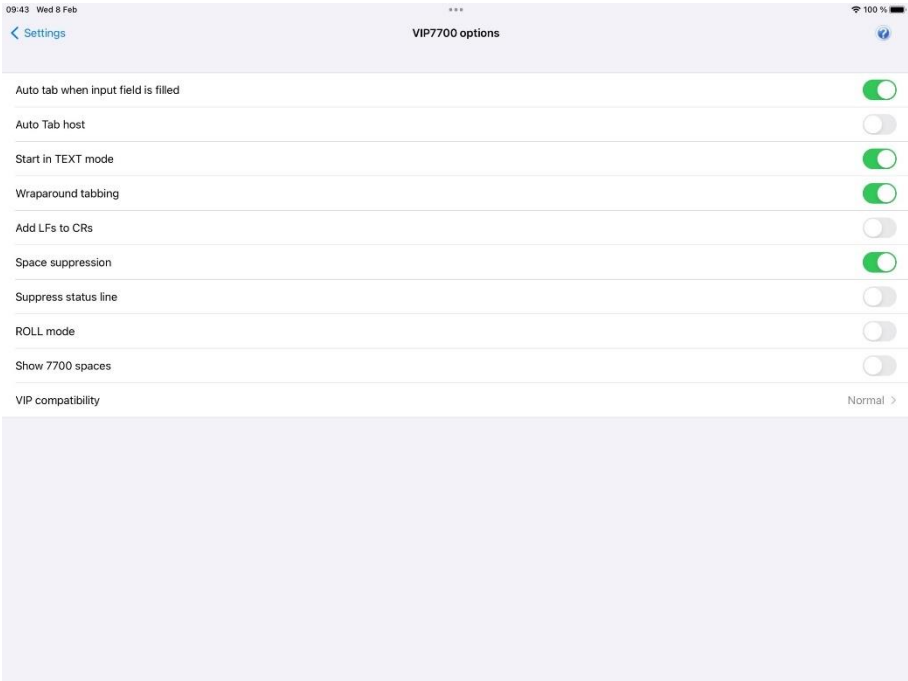 09:43 Wed 8 Feb
100 %
Settings
VIP7700 options
Auto tab when input field is filled
Auto Tab host
Start in TEXT mode
Wraparound tabbing
Add LFs to CRs
Space suppression
Suppress status line
ROLL mode
Show 7700 spaces
VIP compatibility Normal